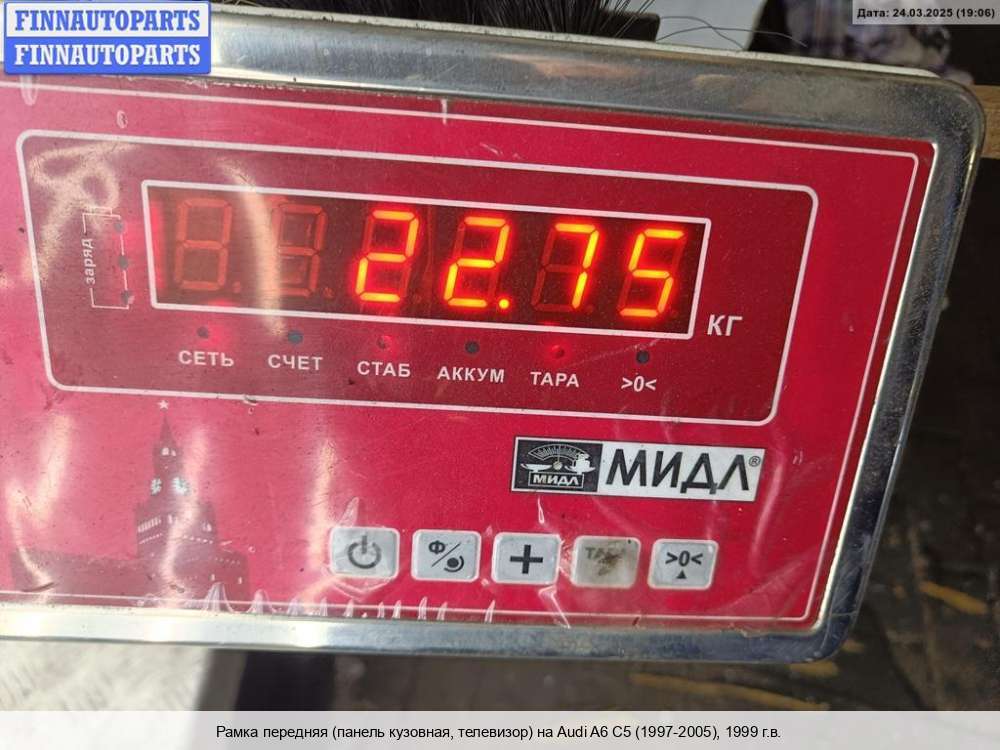 FINNAUTOPARTS
FINNAUTOPARTS
Дата: 24.03.2025 (19:06)
заряд
22.75
КГ
СЕТЬ СЧЕТ СТАБ АККУМ ТАРА >0<
МИДЛ МИДЛ®
Ф + >0<
Рамка передняя (панель кузовная, телевизор) на Audi A6 C5 (1997-2005), 1999 г.в.